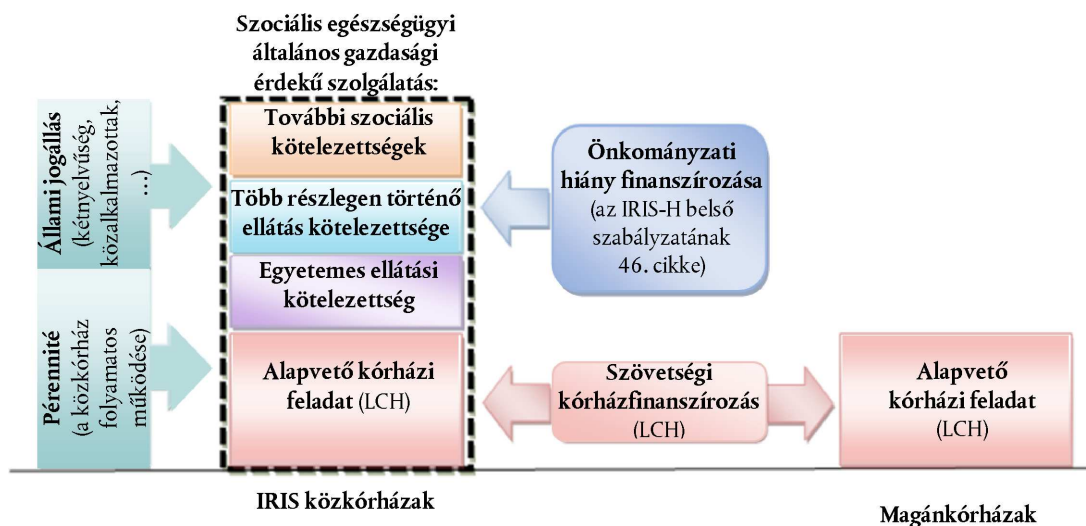 Szociális egészségügyi
általános gazdasági
érdekű szolgálatás:
Állami jogállás
(kétnyelvűség,
közalkalmazottak,
…)
Pérennité
(a közkórház
folyamatos
működése)
További szociális
kötelezettségek
Több részlegen történő
ellátás kötelezettsége
Egyetemes ellátási
kötelezettség
Alapvető kórházi
feladat (LCH)
Önkományzati
hiány finanszírozása
(az IRIS-H belső
szabályzatának
46. cikke)
Szövetségi
kórházfinanszírozás
(LCH)
Alapvető
kórházi feladat
(LCH)
IRIS közkórházak
Magánkórházak